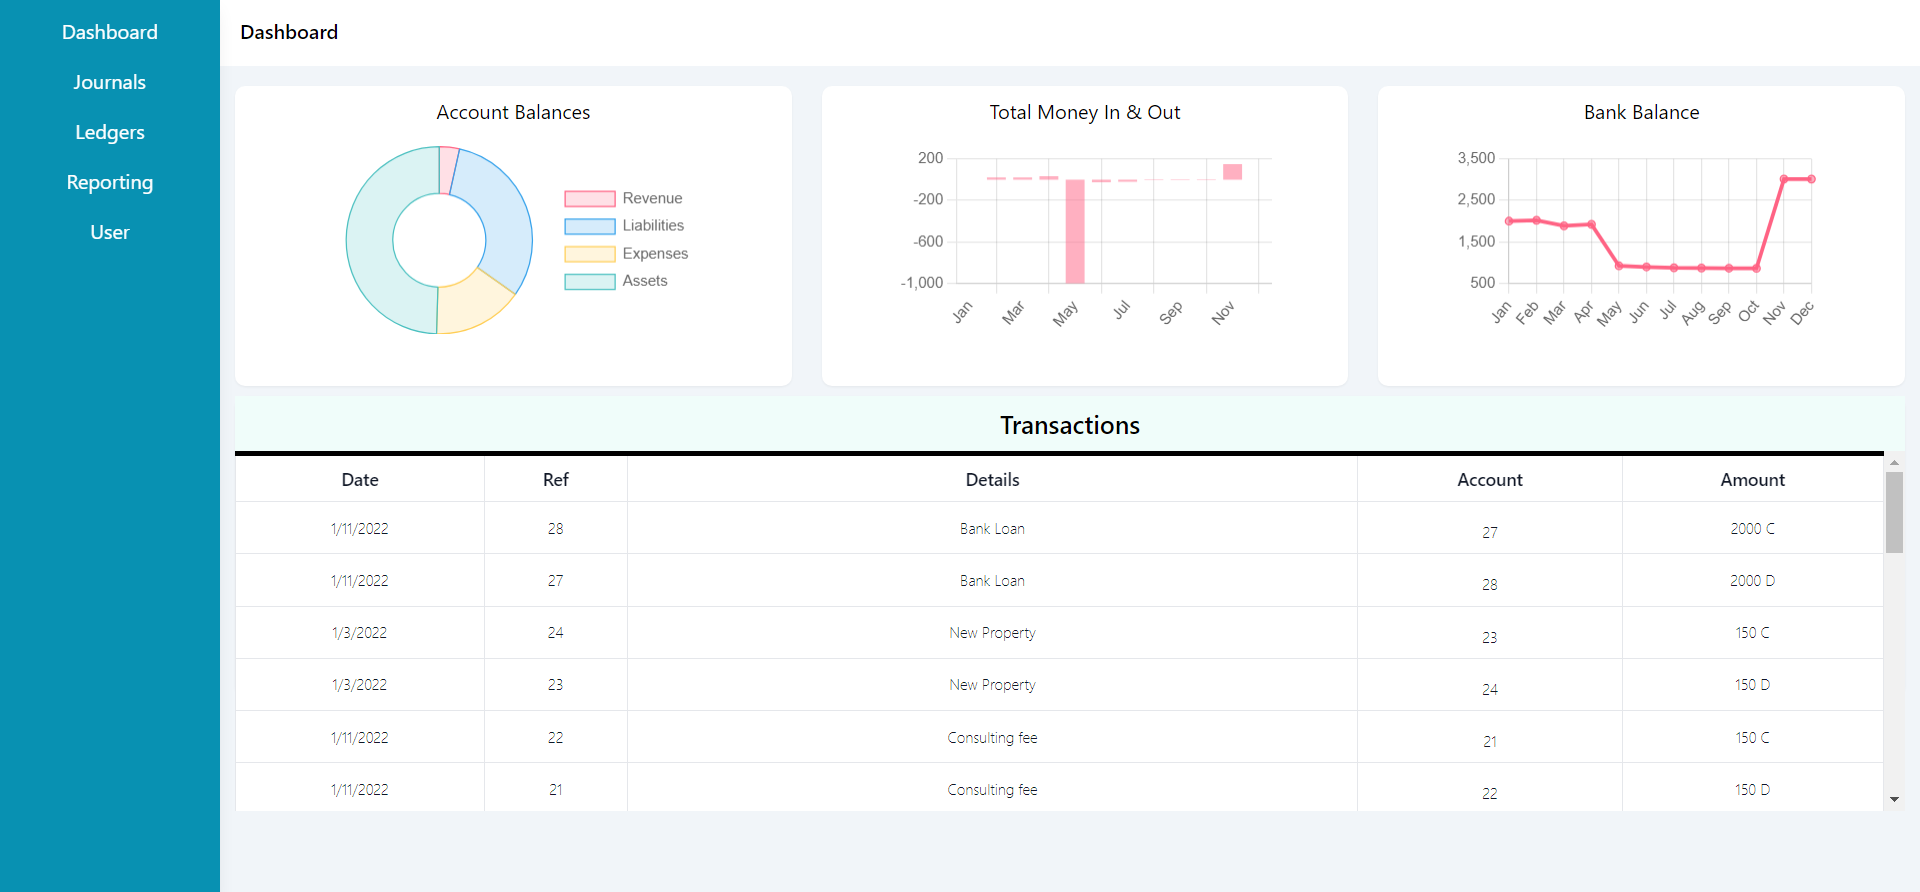 Dashboard
Journals
Ledgers
Reporting
User
Dashboard
Account Balances
Revenue
Liabilities
Expenses
Assets
Total Money In & Out
200
-200
-600
-1,000
Jan Mar May Jul Sep Nov
Bank Balance
3,500
2,500
1,500
500
Jan Feb Mar Apr May Jun Jul Aug Sep Oct Nov Dec
Transactions
Date Ref Details Account Amount
1/11/2022 28 Bank Loan 27 2000 C
1/11/2022 27 Bank Loan 28 2000 D
1/3/2022 24 New Property 23 150 C
1/3/2022 23 New Property 24 150 D
1/11/2022 22 Consulting fee 21 150 C
1/11/2022 21 Consulting fee 22 150 D